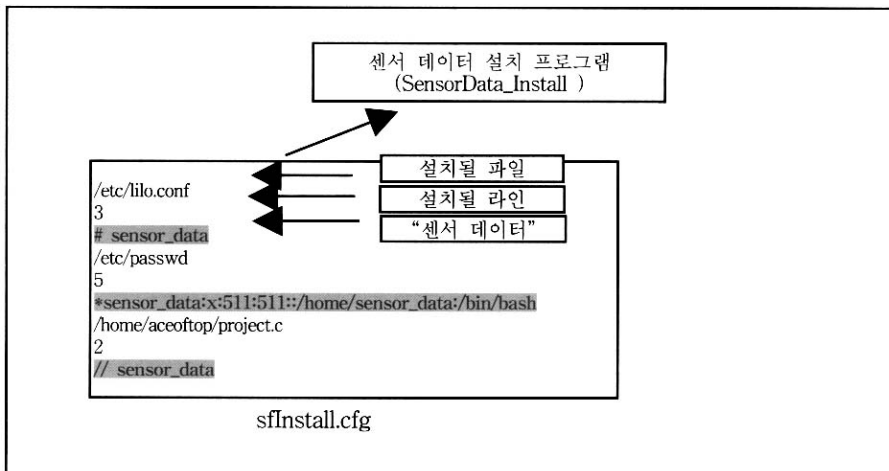 센서 데이터 설치 프로그램
(SensorData_Install )
설치될 파일
설치될 라인
“센서 데이터”
/etc/lilo.conf
3
# sensor_data
/etc/passwd
5
*sensor_data:x:511:511::/home/sensor_data:/bin/bash
/home/aceoftop/project.c
2
// sensor_data
sfInstall.cfg